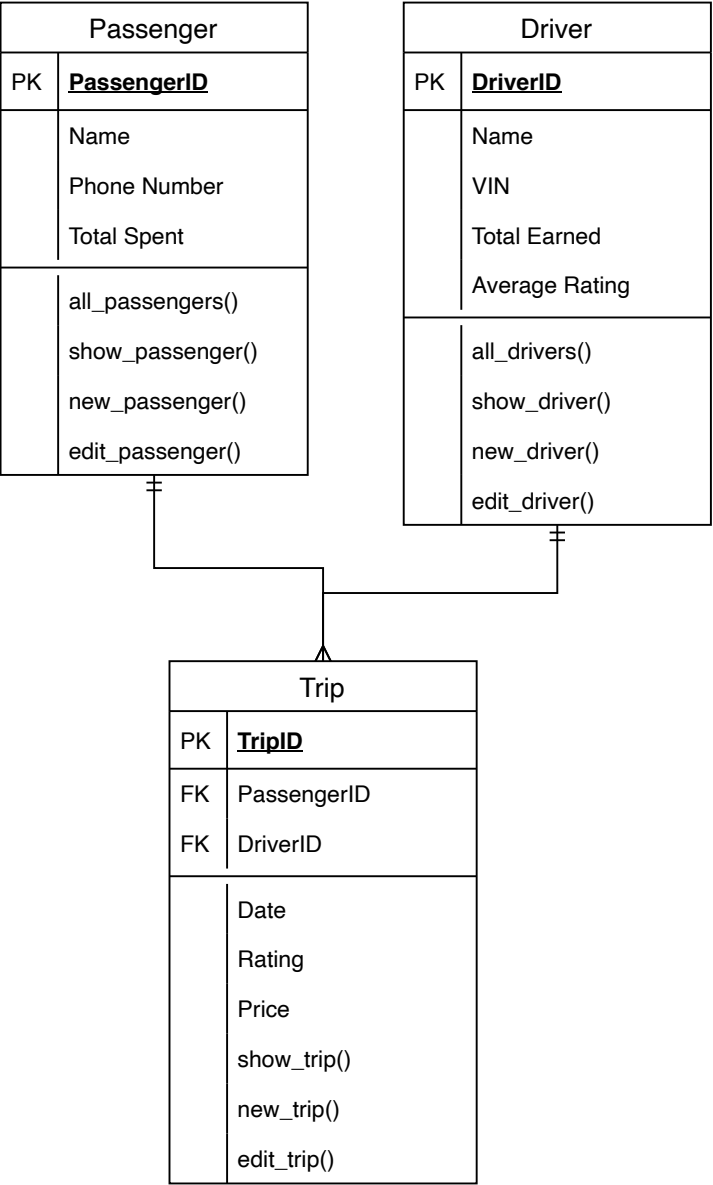 Passenger
PK PassengerID
Name
Phone Number
Total Spent
all_passengers()
show_passenger()
new_passenger()
edit_passenger()
Driver
PK DriverID
Name
VIN
Total Earned
Average Rating
all_drivers()
show_driver()
new_driver()
edit_driver()
Trip
PK TripID
FK PassengerID
FK DriverID
Date
Rating
Price
show_trip()
new_trip()
edit_trip()